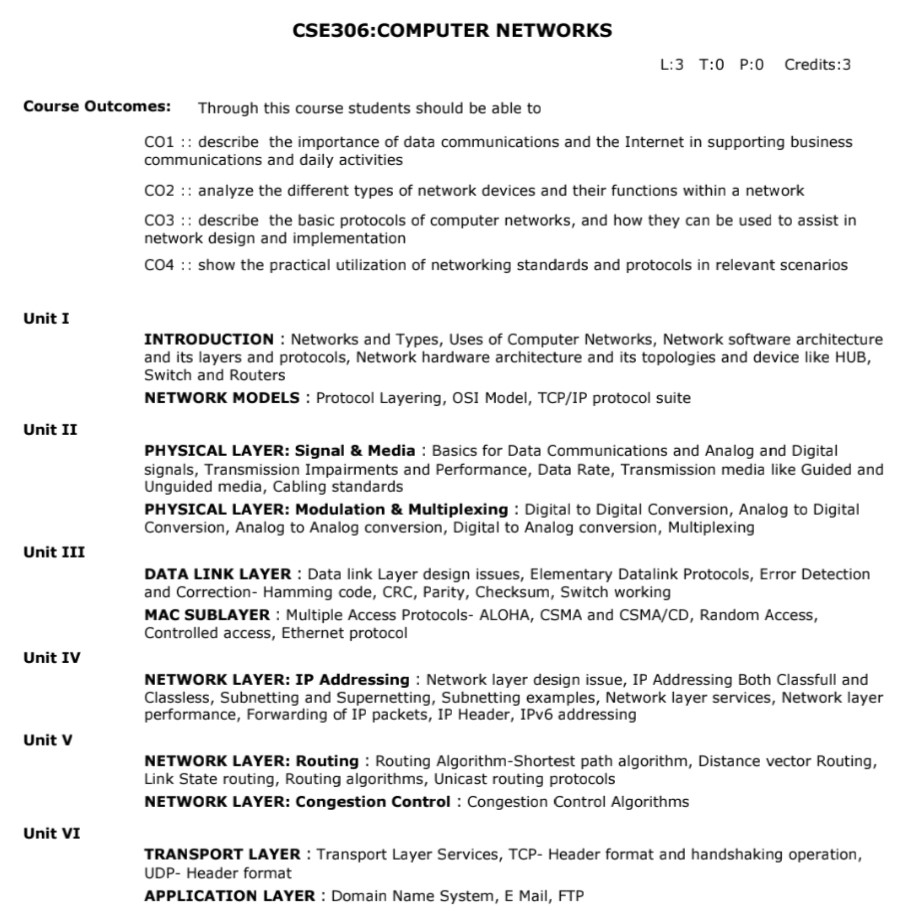 CSE306:COMPUTER NETWORKS
L:3 T:0 P:0 Credits:3
Course Outcomes: Through this course students should be able to
CO1 :: describe the importance of data communications and the Internet in supporting business
communications and daily activities
CO2 :: analyze the different types of network devices and their functions within a network
CO3 :: describe the basic protocols of computer networks, and how they can be used to assist in
network design and implementation
CO4 :: show the practical utilization of networking standards and protocols in relevant scenarios
Unit I
INTRODUCTION : Networks and Types, Uses of Computer Networks, Network software architecture
and its layers and protocols, Network hardware architecture and its topologies and device like HUB,
Switch and Routers
NETWORK MODELS : Protocol Layering, OSI Model, TCP/IP protocol suite
Unit II
PHYSICAL LAYER: Signal & Media : Basics for Data Communications and Analog and Digital
signals, Transmission Impairments and Performance, Data Rate, Transmission media like Guided and
Unguided media, Cabling standards
PHYSICAL LAYER: Modulation & Multiplexing : Digital to Digital Conversion, Analog to Digital
Conversion, Analog to Analog conversion, Digital to Analog conversion, Multiplexing
Unit III
DATA LINK LAYER : Data link Layer design issues, Elementary Datalink Protocols, Error Detection
and Correction- Hamming code, CRC, Parity, Checksum, Switch working
MAC SUBLAYER : Multiple Access Protocols- ALOHA, CSMA and CSMA/CD, Random Access,
Controlled access, Ethernet protocol
Unit IV
NETWORK LAYER: IP Addressing : Network layer design issue, IP Addressing Both Classfull and
Classless, Subnetting and Supernetting, Subnetting examples, Network layer services, Network layer
performance, Forwarding of IP packets, IP Header, IPv6 addressing
Unit V
NETWORK LAYER: Routing : Routing Algorithm-Shortest path algorithm, Distance vector Routing,
Link State routing, Routing algorithms, Unicast routing protocols
NETWORK LAYER: Congestion Control : Congestion Control Algorithms
Unit VI
TRANSPORT LAYER : Transport Layer Services, TCP- Header format and handshaking operation,
UDP- Header format
APPLICATION LAYER : Domain Name System, E Mail, FTP